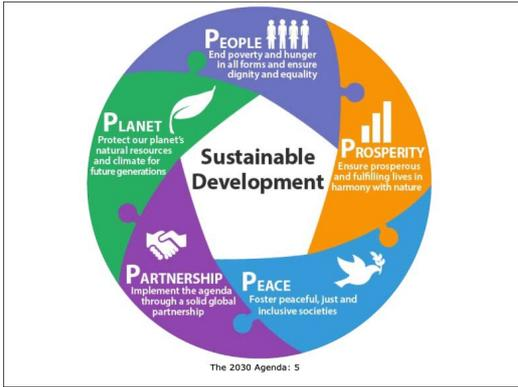 PEOPLE
End poverty and hunger
in all forms and ensure
dignity and equality
PROSPERITY
Ensure prosperous
and fulfilling lives in
harmony with nature
PEACE
Foster peaceful, just and
inclusive societies
PARTNERSHIP
Implement the agenda
through a solid global
partnership
PLANET
Protect our planet's
natural resources
and climate for
future generations
Sustainable
Development
The 2030 Agenda: 5